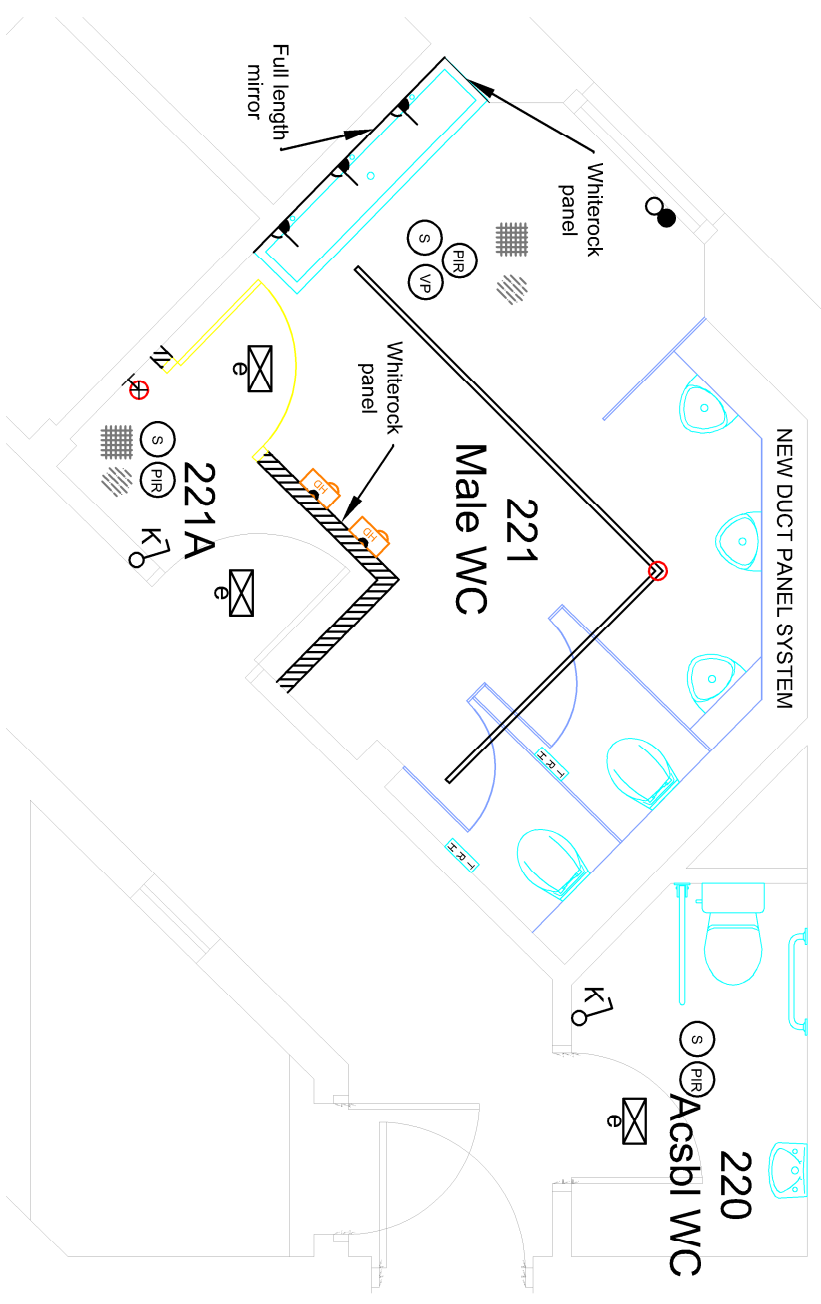 Full length
mirror
Whiterock
panel
S
PIR
VP
Whiterock
panel
e
221
Male WC
NEW DUCT PANEL SYSTEM
HD
HD
S
PIR
221A
K
e
T R H
T R H
K
S
PIR
e
220
Acsbl WC